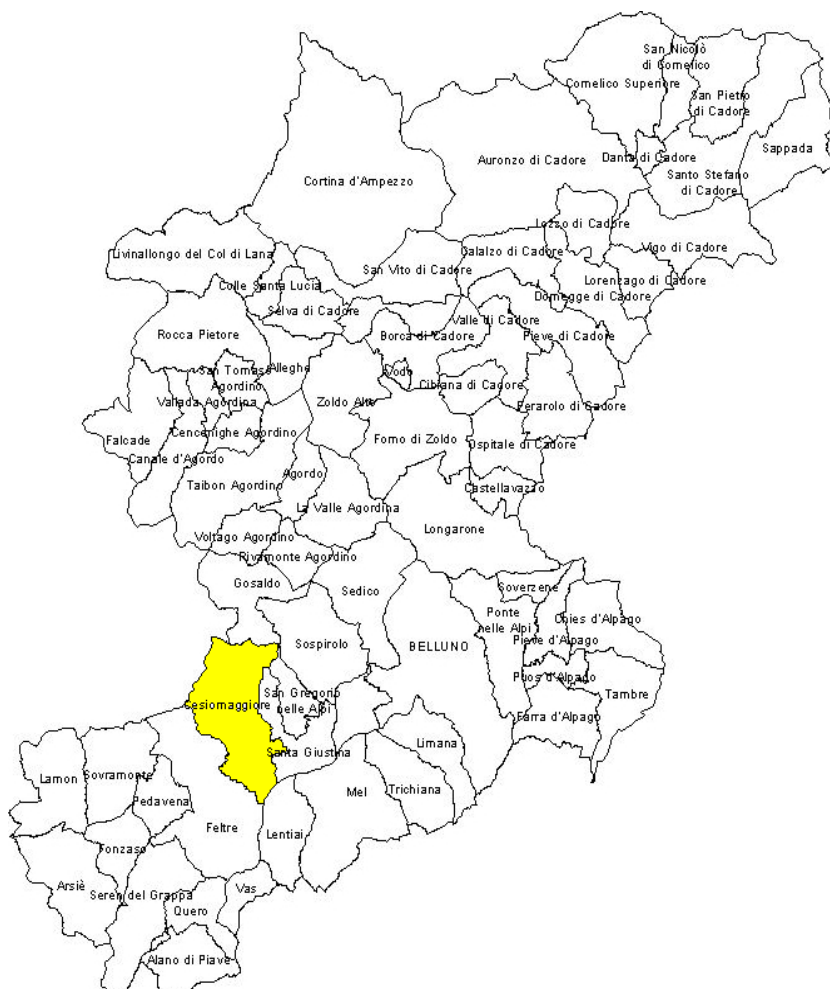 San Nicolò
di Comelico
Comelico Superiore
San Pietro
di Cadore
Sappada
Danta di Cadore
Auronzo di Cadore
Santo Stefano
di Cadore
Cortina d'Ampezzo
Lozzo di Cadore
Vigo di Cadore
Livinallongo del Col di Lana
Calalzo di Cadore
San Vito di Cadore
Lorenzago di Cadore
Colle Santa Lucia
Domegge di Cadore
Selva di Cadore
Valle di Cadore
Rocca Pietore
Borca di Cadore
Pieve di Cadore
Alleghe
San Tomaso
Agordino
Vodo
Cibiana di Cadore
Vallada Agordina
Zoldo Alto
Perarolo di Cadore
Cencenighe Agordino
Falcade
Forno di Zoldo
Ospitale di Cadore
Canale d'Agordo
Agordo
Taibon Agordino
Castellavazzo
La Valle Agordina
Longarone
Voltago Agordino
Rivamonte Agordino
Gosaldo
Sedico
Soverzene
Ponte
nelle Alpi
Chies d'Alpago
Pieve d'Alpago
Sospirolo
BELLUNO
Puos d'Alpago
San Gregorio
nelle Alpi
Tambre
Cesiomaggiore
Farra d'Alpago
Limana
Santa Giustina
Lamon
Sovramonte
Trichiana
Mel
Pedavena
Feltre
Lentiai
Fonzaso
Arsiè
Seren del Grappa
Vas
Quero
Alano di Piave